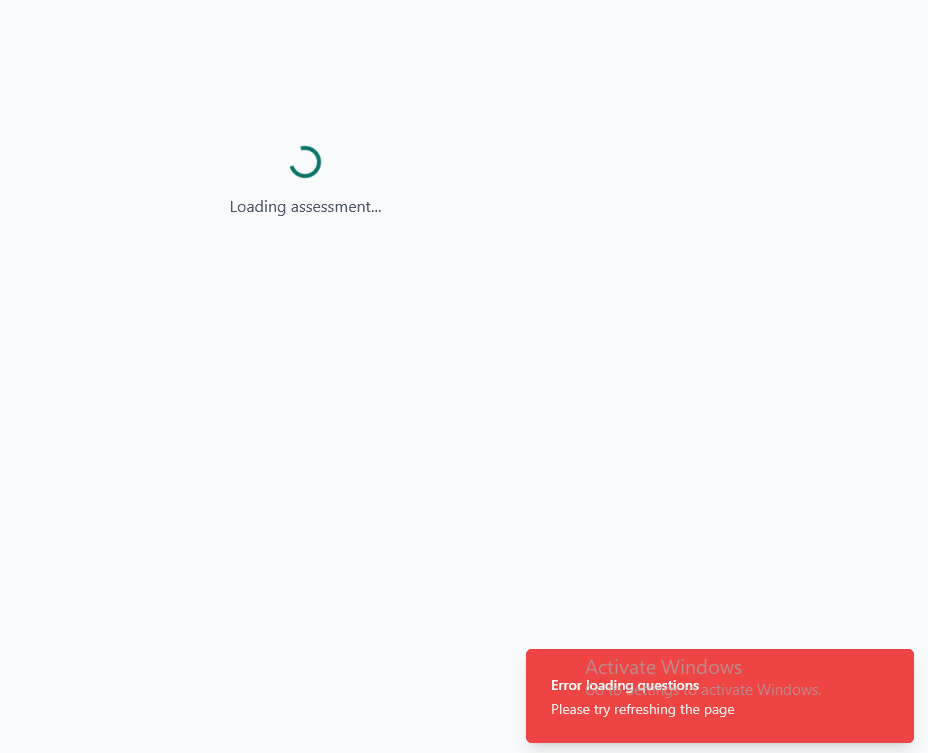 Loading assessment...
Activate Windows
Error loading questions
Go to Settings to activate Windows.
Please try refreshing the page